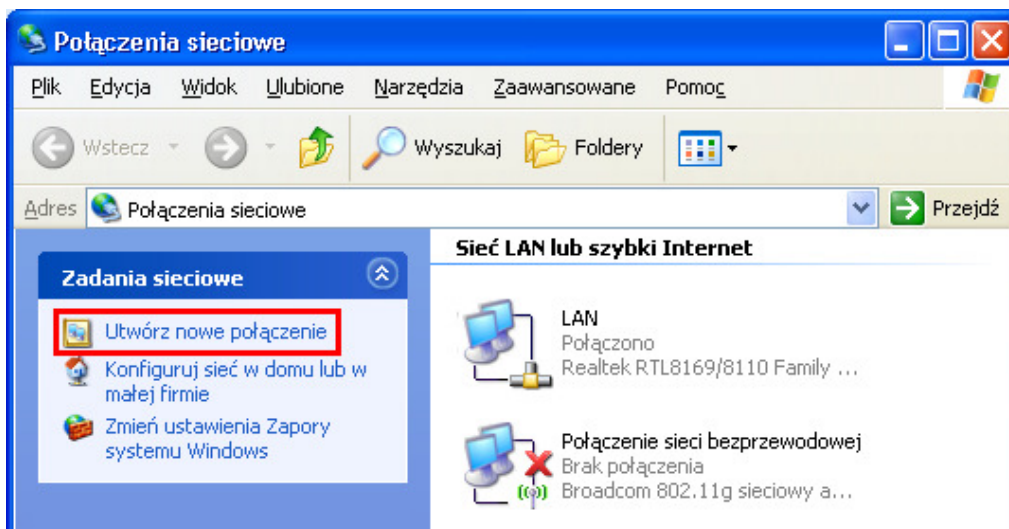 Połączenia sieciowe
Plik Edycja Widok Ulubione Narzędzia Zaawansowane Pomoc
Wstecz Wyszukaj Foldery
Adres Połączenia sieciowe Przejdź
Zadania sieciowe
Utwórz nowe połączenie
Konfiguruj sieć w domu lub w
małej firmie
Zmień ustawienia Zapory
systemu Windows
Sieć LAN lub szybki Internet
LAN
Połączono
Realtek RTL8169/8110 Family ...
Połączenie sieci bezprzewodowej
Brak połączenia
Broadcom 802.11g sieciowy a...